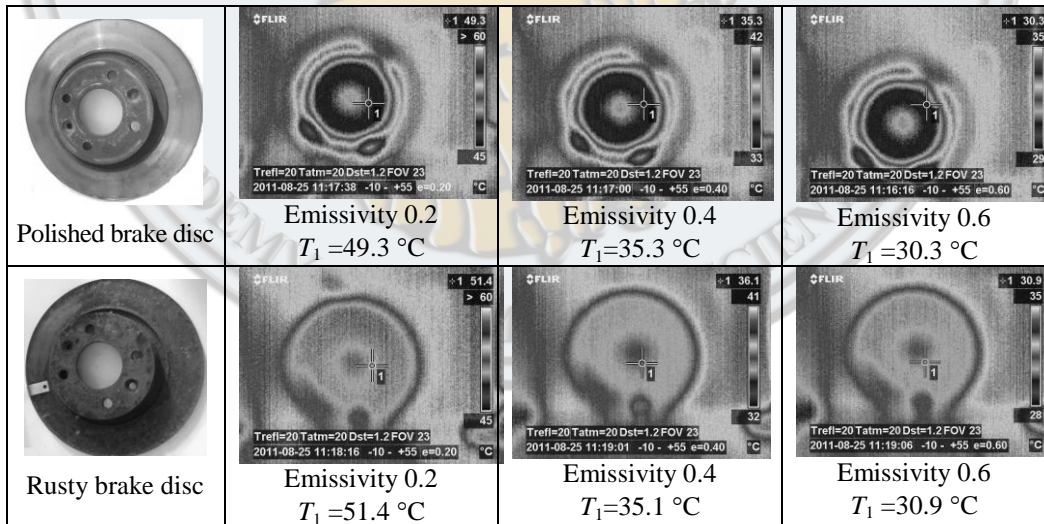 FLIR
1 49.3
> 60
45
1
Trefl=20 Tatm=20 Dst=1.2 FOV 23
2011-08-25 11:17:38 -10 - +55 e=0.20 °C
FLIR
1 35.3
42
33
1
Trefl=20 Tatm=20 Dst=1.2 FOV 23
2011-08-25 11:17:00 -10 - +55 e=0.40 °C
FLIR
1 30.3
35
29
1
Trefl=20 Tatm=20 Dst=1.2 FOV 23
2011-08-25 11:16:16 -10 - +55 e=0.60 °C
Polished brake disc
Emissivity 0.2
T1 =49.3 °C
Emissivity 0.4
T1=35.3 °C
Emissivity 0.6
T1=30.3 °C
FLIR
1 51.4
> 60
45
1
Trefl=20 Tatm=20 Dst=1.2 FOV 23
2011-08-25 11:18:16 -10 - +55 e=0.20 °C
FLIR
1 36.1
41
32
1
Trefl=20 Tatm=20 Dst=1.2 FOV 23
2011-08-25 11:19:01 -10 - +55 e=0.40 °C
FLIR
1 30.9
35
28
1
Trefl=20 Tatm=20 Dst=1.2 FOV 23
2011-08-25 11:19:06 -10 - +55 e=0.60 °C
Rusty brake disc
Emissivity 0.2
T1 =51.4 °C
Emissivity 0.4
T1=35.1 °C
Emissivity 0.6
T1 =30.9 °C